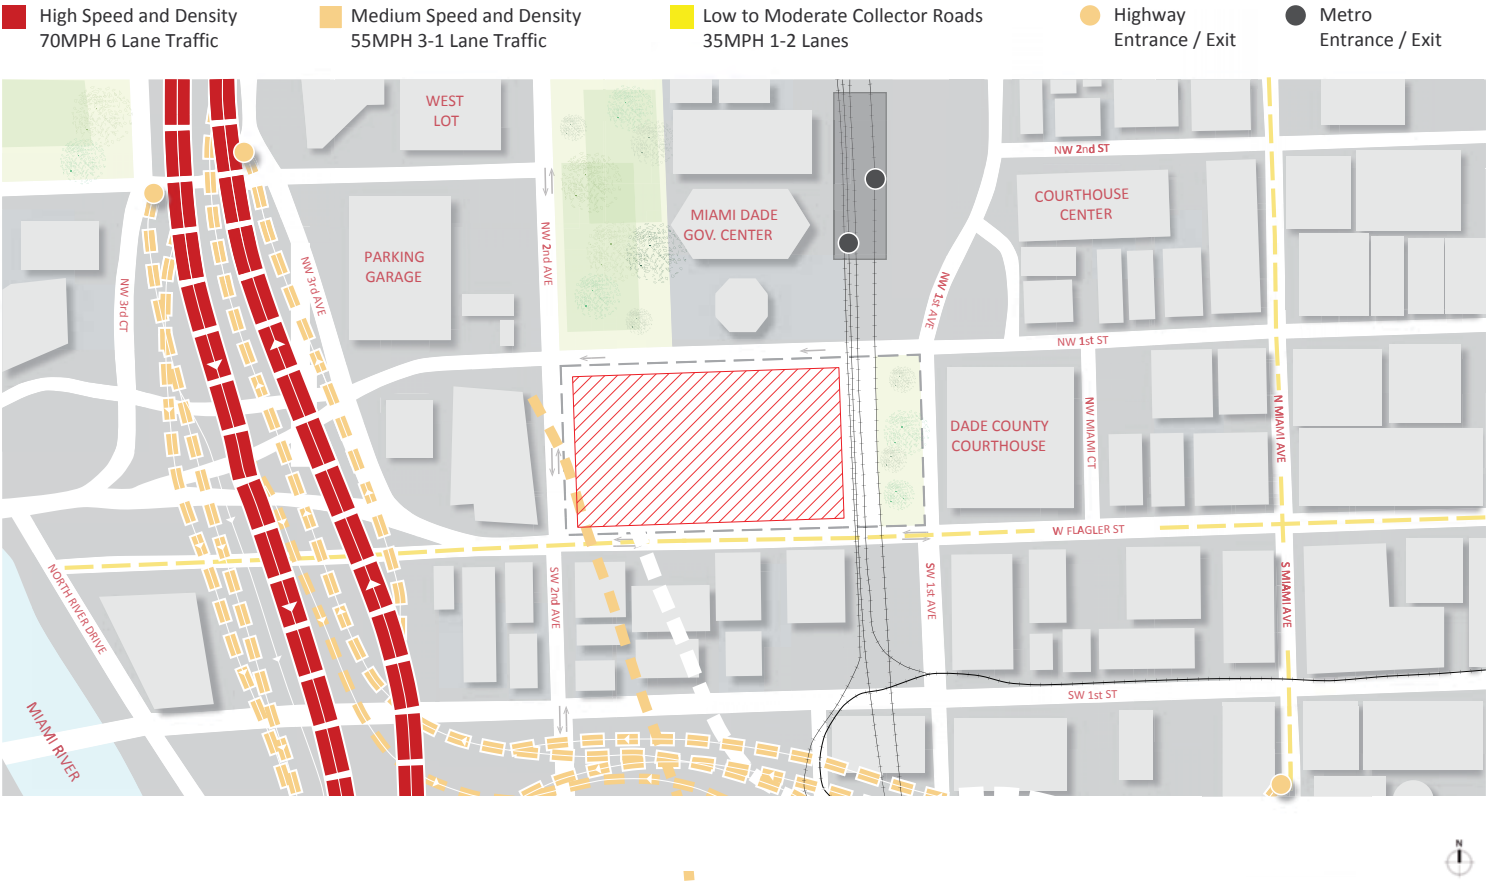 High Speed and Density
70MPH 6 Lane Traffic
Medium Speed and Density
55MPH 3-1 Lane Traffic
Low to Moderate Collector Roads
35MPH 1-2 Lanes
Highway
Entrance / Exit
Metro
Entrance / Exit
WEST
LOT
NW 2nd ST
COURTHOUSE
CENTER
MIAMI DADE
GOV. CENTER
PARKING
GARAGE
NW 2nd AVE
NW 3rd AVE
NW 3rd CT
NW 1st AVE
NW 1st ST
DADE COUNTY
COURTHOUSE
NW MIAMI CT
N MIAMI AVE
W FLAGLER ST
NORTH RIVER DRIVE
SW 2nd AVE
SW 1st AVE
S MIAMI AVE
SW 1st ST
MIAMI RIVER
N